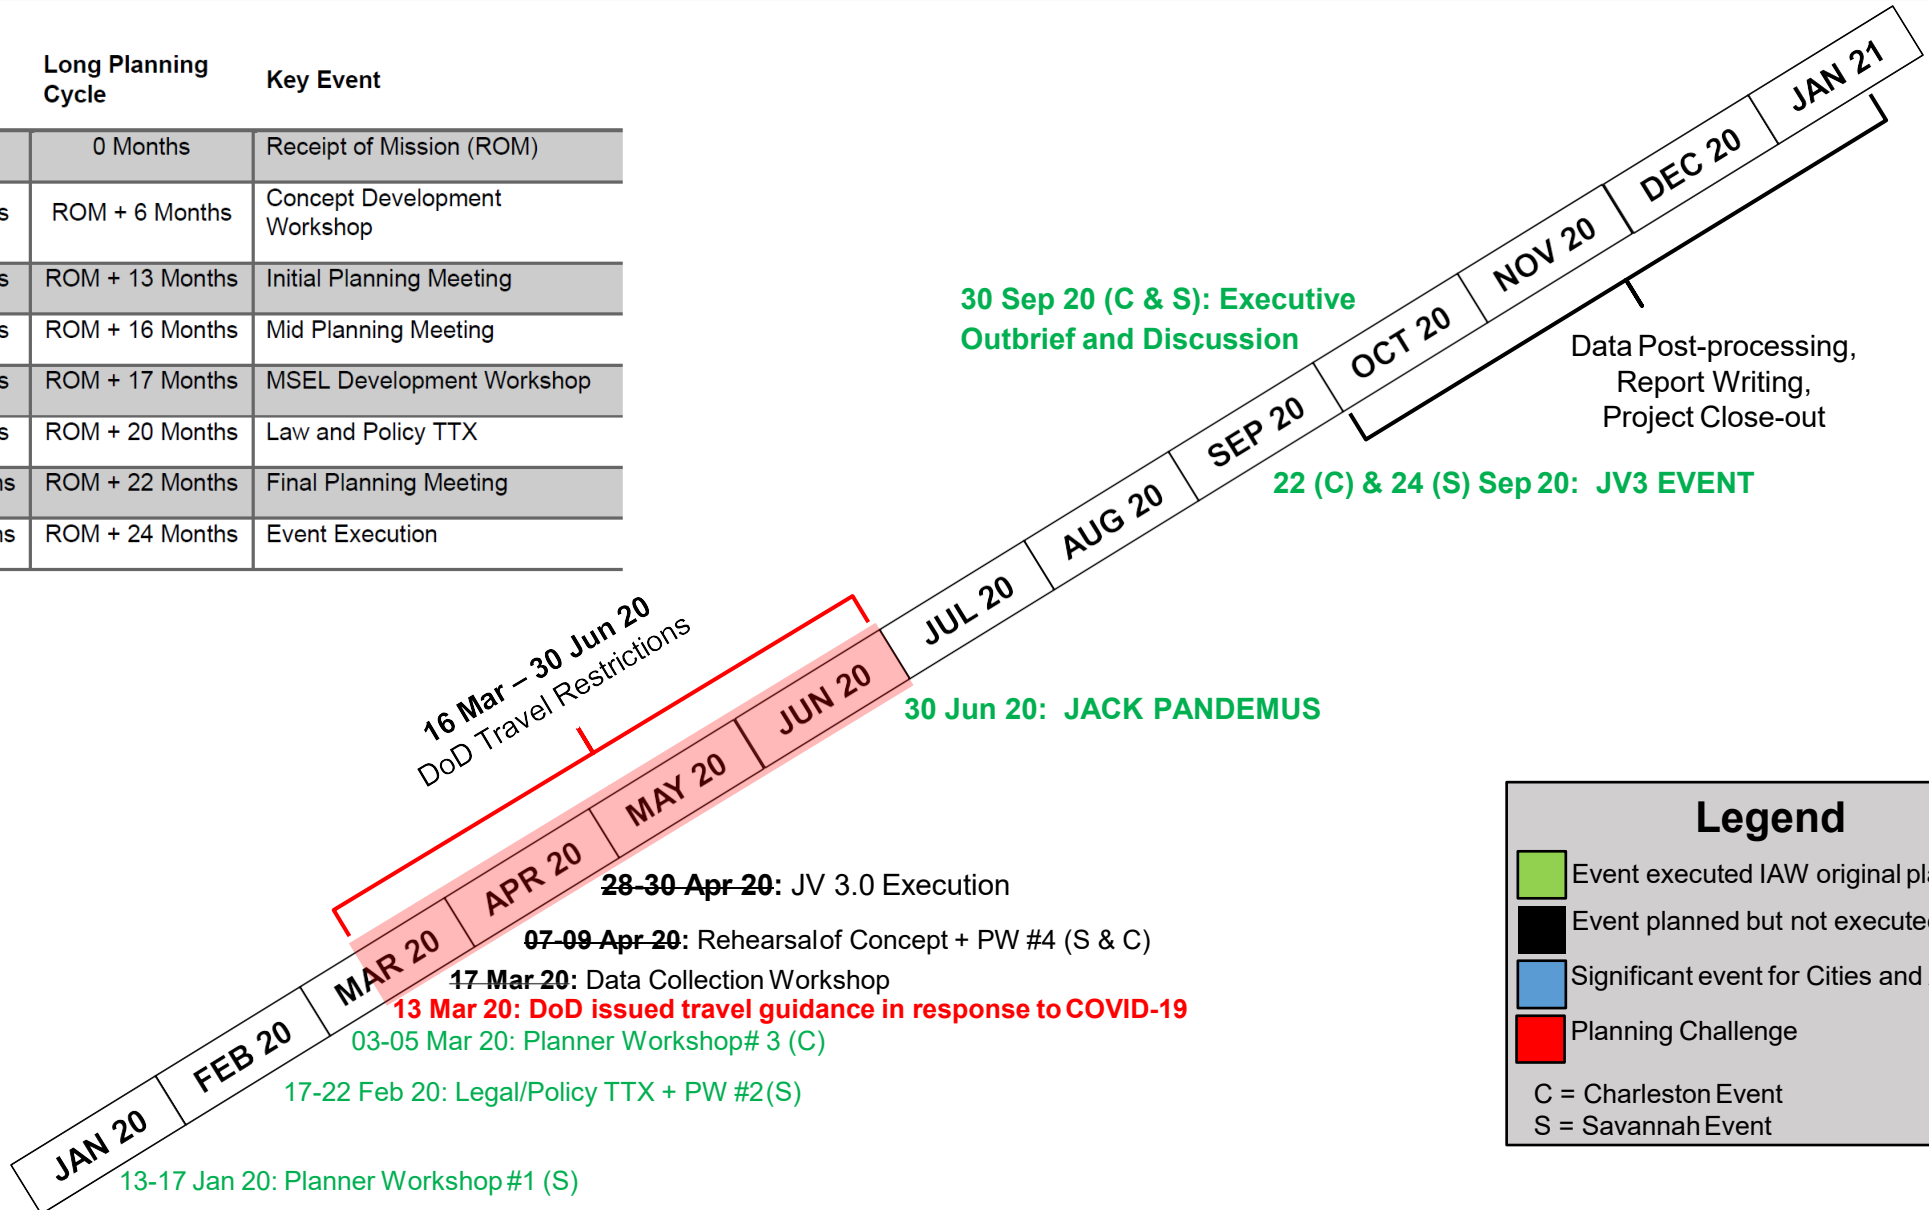 Long Planning
Cycle
Key Event
0 Months
Receipt of Mission (ROM)
s
ROM + 6 Months
Concept Development
Workshop
s
ROM + 13 Months
Initial Planning Meeting
s
ROM + 16 Months
Mid Planning Meeting
s
ROM + 17 Months
MSEL Development Workshop
s
ROM + 20 Months
Law and Policy TTX
ns
ROM + 22 Months
Final Planning Meeting
ns
ROM + 24 Months
Event Execution
JAN 21
DEC 20
NOV 20
OCT 20
SEP 20
AUG 20
JUL 20
JUN 20
MAY 20
APR 20
MAR 20
FEB 20
JAN 20
30 Sep 20 (C & S): Executive
Outbrief and Discussion
Data Post-processing,
Report Writing,
Project Close-out
22 (C) & 24 (S) Sep 20: JV3 EVENT
16 Mar – 30 Jun 20
DoD Travel Restrictions
30 Jun 20: JACK PANDEMUS
28-30 Apr 20: JV 3.0 Execution
07-09 Apr 20: Rehearsal of Concept + PW #4 (S & C)
17 Mar 20: Data Collection Workshop
13 Mar 20: DoD issued travel guidance in response to COVID-19
03-05 Mar 20: Planner Workshop# 3 (C)
17-22 Feb 20: Legal/Policy TTX + PW #2 (S)
13-17 Jan 20: Planner Workshop #1 (S)
Legend
Event executed IAW original pla
Event planned but not executed
Significant event for Cities and
Planning Challenge
C = Charleston Event
S = Savannah Event